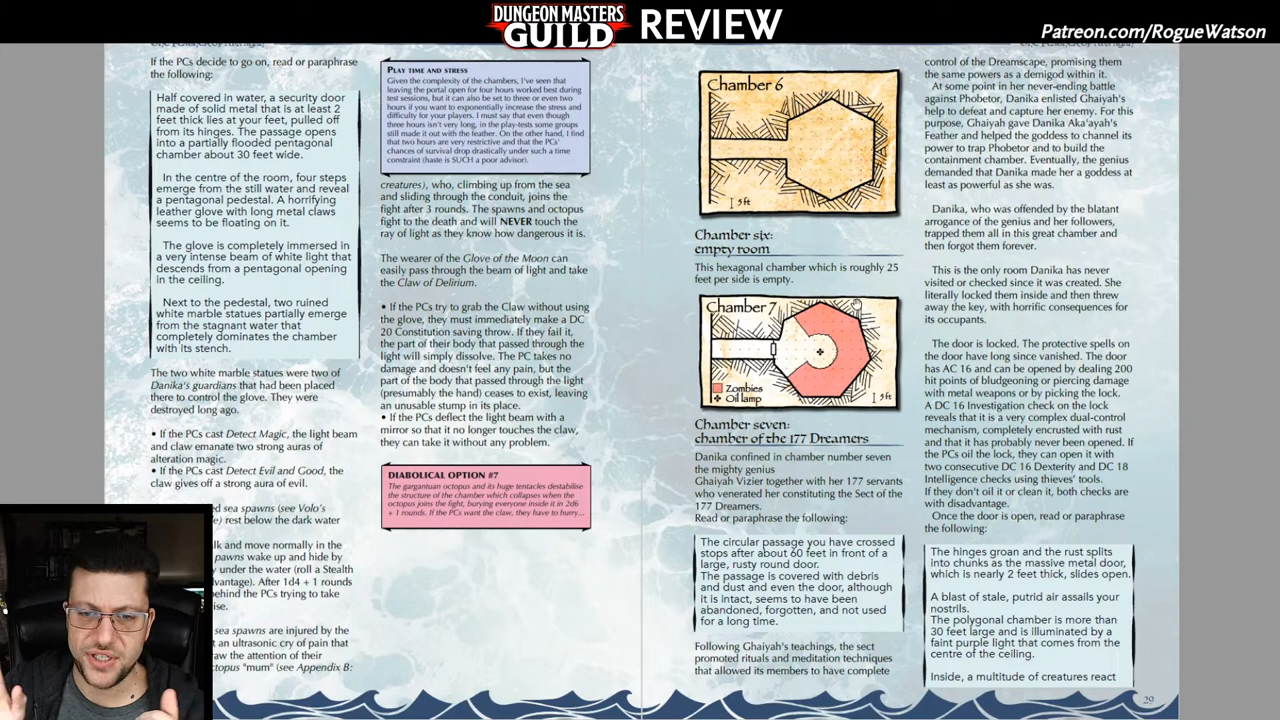 DUNGEON MASTERS
GUILD
REVIEW
Patreon.com/RogueWatson
If the PCs decide to go on, read or paraphrase
the following:
Half covered in water, a security door
made of solid metal that is at least 2
feet thick lies at your feet, pulled off
from its hinges. The passage opens
into a partially flooded pentagonal
chamber about 30 feet wide.
In the centre of the room, four steps
emerge from the still water and reveal
a pentagonal pedestal. A horrifying
leather glove with long metal claws
seems to be floating on it.
The glove is completely immersed in
a very intense beam of white light that
descends from a pentagonal opening
in the ceiling.
Next to the pedestal, two ruined
white marble statues partially emerge
from the stagnant water that
completely dominates the chamber
with its stench.
The two white marble statues were two of
Danika's guardians that had been placed
there to control the glove. They were
destroyed long ago.
• If the PCs cast Detect Magic, the light beam
and claw emanate two strong auras of
alteration magic.
• If the PCs cast Detect Evil and Good, the
claw gives off a strong aura of evil.
sea spawns (see Volo's
rest below the dark water
and move normally in the
spawns wake up and hide by
under the water (roll a Stealth
After 1d4 + 1 rounds
behind the PCs trying to take
sea spawns are injured by the
an ultrasonic cry of pain that
the attention of their
"mum" (see Appendix B:
PLAY TIME AND STRESS
Given the complexity of the chambers, I've seen that
leaving the portal open for four hours worked best during
test sessions, but it can also be set to three or even two
hours if you want to exponentially increase the stress and
difficulty for your players. I must say that even though
three hours isn't very long, in the play-tests some groups
still made it out with the feather. On the other hand, I find
that two hours are very restrictive and that the PCs'
chances of survival drop drastically under such a time
constraint (haste is SUCH a poor advisor).
creatures), who, climbing up from the sea
and sliding through the conduit, joins the
fight after 3 rounds. The spawns and octopus
fight to the death and will NEVER touch the
ray of light as they know how dangerous it is.
The wearer of the Glove of the Moon can
easily pass through the beam of light and take
the Claw of Delirium.
• If the PCs try to grab the Claw without using
the glove, they must immediately make a DC
20 Constitution saving throw. If they fail it,
the part of their body that passed through the
light will simply dissolve. The PC takes no
damage and doesn't feel any pain, but the
part of the body that passed through the light
(presumably the hand) ceases to exist, leaving
an unusable stump in its place.
• If the PCs deflect the light beam with a
mirror so that it no longer touches the claw,
they can take it without any problem.
DIABOLICAL OPTION #7
The gargantuan octopus and its huge tentacles destabilise
the structure of the chamber which collapses when the
octopus joins the fight, burying everyone inside it in 2d6
+ 1 rounds. If the PCs want the claw, they have to hurry...
Chamber 6
5ft
Chamber six:
empty room
This hexagonal chamber which is roughly 25
feet per side is empty.
Chamber 7
Zombies
Oil lamp
5ft
Chamber seven:
chamber of the 177 Dreamers
Danika confined in chamber number seven
the mighty genius
Ghaiyah Vizier together with her 177 servants
who venerated her constituting the Sect of the
177 Dreamers.
Read or paraphrase the following:
The circular passage you have crossed
stops after about 60 feet in front of a
large, rusty round door.
The passage is covered with debris
and dust and even the door, although
it is intact, seems to have been
abandoned, forgotten, and not used
for a long time.
Following Ghaiyah's teachings, the sect
promoted rituals and meditation techniques
that allowed its members to have complete
control of the Dreamscape, promising them
the same powers as a demigod within it.
At some point in her never-ending battle
against Phobetor, Danika enlisted Ghaiyah's
help to defeat and capture her enemy. For this
purpose, Ghaiyah gave Danika Aka'ayah's
Feather and helped the goddess to channel its
power to trap Phobetor and to build the
containment chamber. Eventually, the genius
demanded that Danika made her a goddess at
least as powerful as she was.
Danika, who was offended by the blatant
arrogance of the genius and her followers,
trapped them all in this great chamber and
then forgot them forever.
This is the only room Danika has never
visited or checked since it was created. She
literally locked them inside and then threw
away the key, with horrific consequences for
its occupants.
The door is locked. The protective spells on
the door have long since vanished. The door
has AC 16 and can be opened by dealing 200
hit points of bludgeoning or piercing damage
with metal weapons or by picking the lock.
A DC 16 Investigation check on the lock
reveals that it is a very complex dual-control
mechanism, completely encrusted with rust
and that it has probably never been opened. If
the PCs oil the lock, they can open it with
two consecutive DC 16 Dexterity and DC 18
Intelligence checks using thieves' tools.
If they don't oil it or clean it, both checks are
with disadvantage.
Once the door is open, read or paraphrase
the following:
The hinges groan and the rust splits
into chunks as the massive metal door,
which is nearly 2 feet thick, slides open.
A blast of stale, putrid air assails your
nostrils.
The polygonal chamber is more than
30 feet large and is illuminated by a
faint purple light that comes from the
centre of the ceiling.
Inside, a multitude of creatures react
29